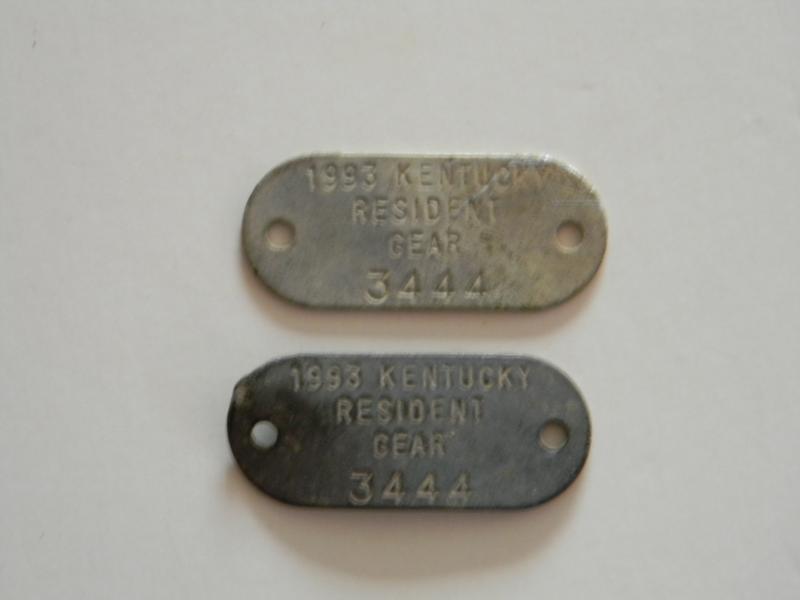 1993 KENTUCKY
RESIDENT
GEAR
3444
1993 KENTUCKY
RESIDENT
GEAR
3444